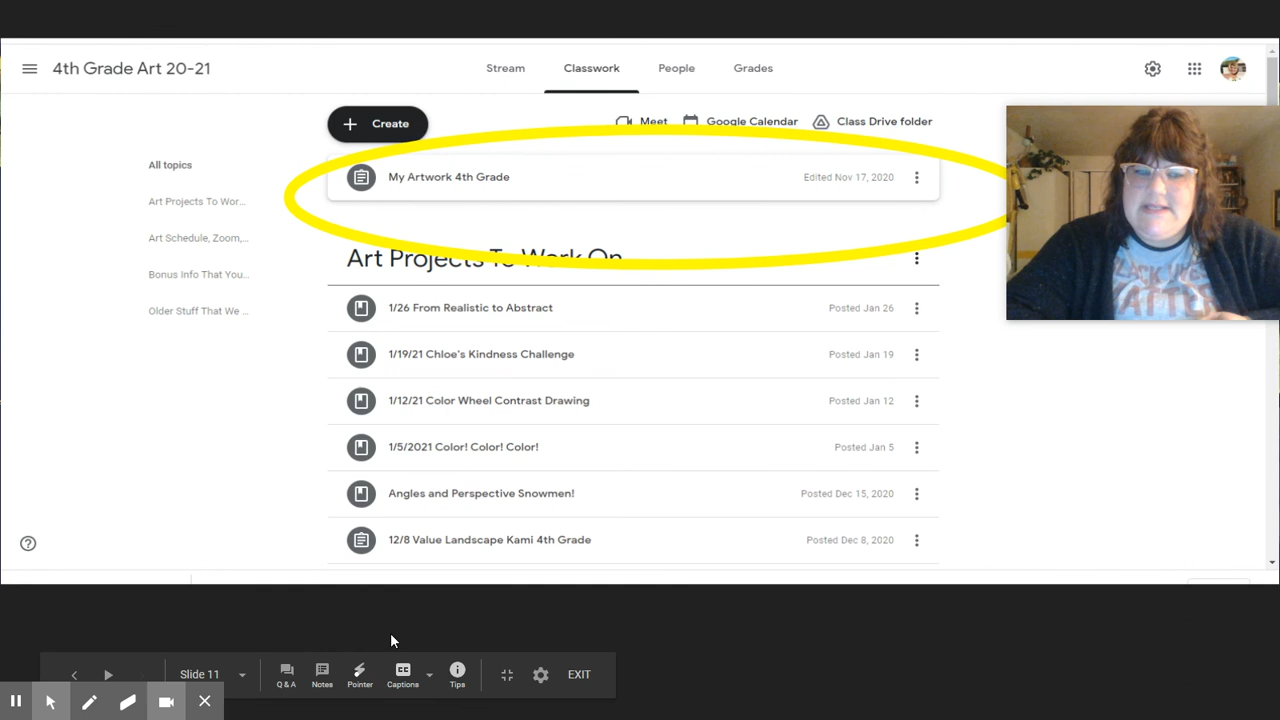 4th Grade Art 20-21
Stream Classwork People Grades
Create
Meet Google Calendar Class Drive folder
All topics
Art Projects To Wor...
Art Schedule, Zoom,...
Bonus Info That You...
Older Stuff That We ...
My Artwork 4th Grade Edited Nov 17, 2020
Art Projects To Work On
1/26 From Realistic to Abstract Posted Jan 26
1/19/21 Chloe's Kindness Challenge Posted Jan 19
1/12/21 Color Wheel Contrast Drawing Posted Jan 12
1/5/2021 Color! Color! Color! Posted Jan 5
Angles and Perspective Snowmen! Posted Dec 15, 2020
12/8 Value Landscape Kami 4th Grade Posted Dec 8, 2020
BLACK LIVES
MATTER
Slide 11 Q & A Notes Pointer CC Captions Tips EXIT